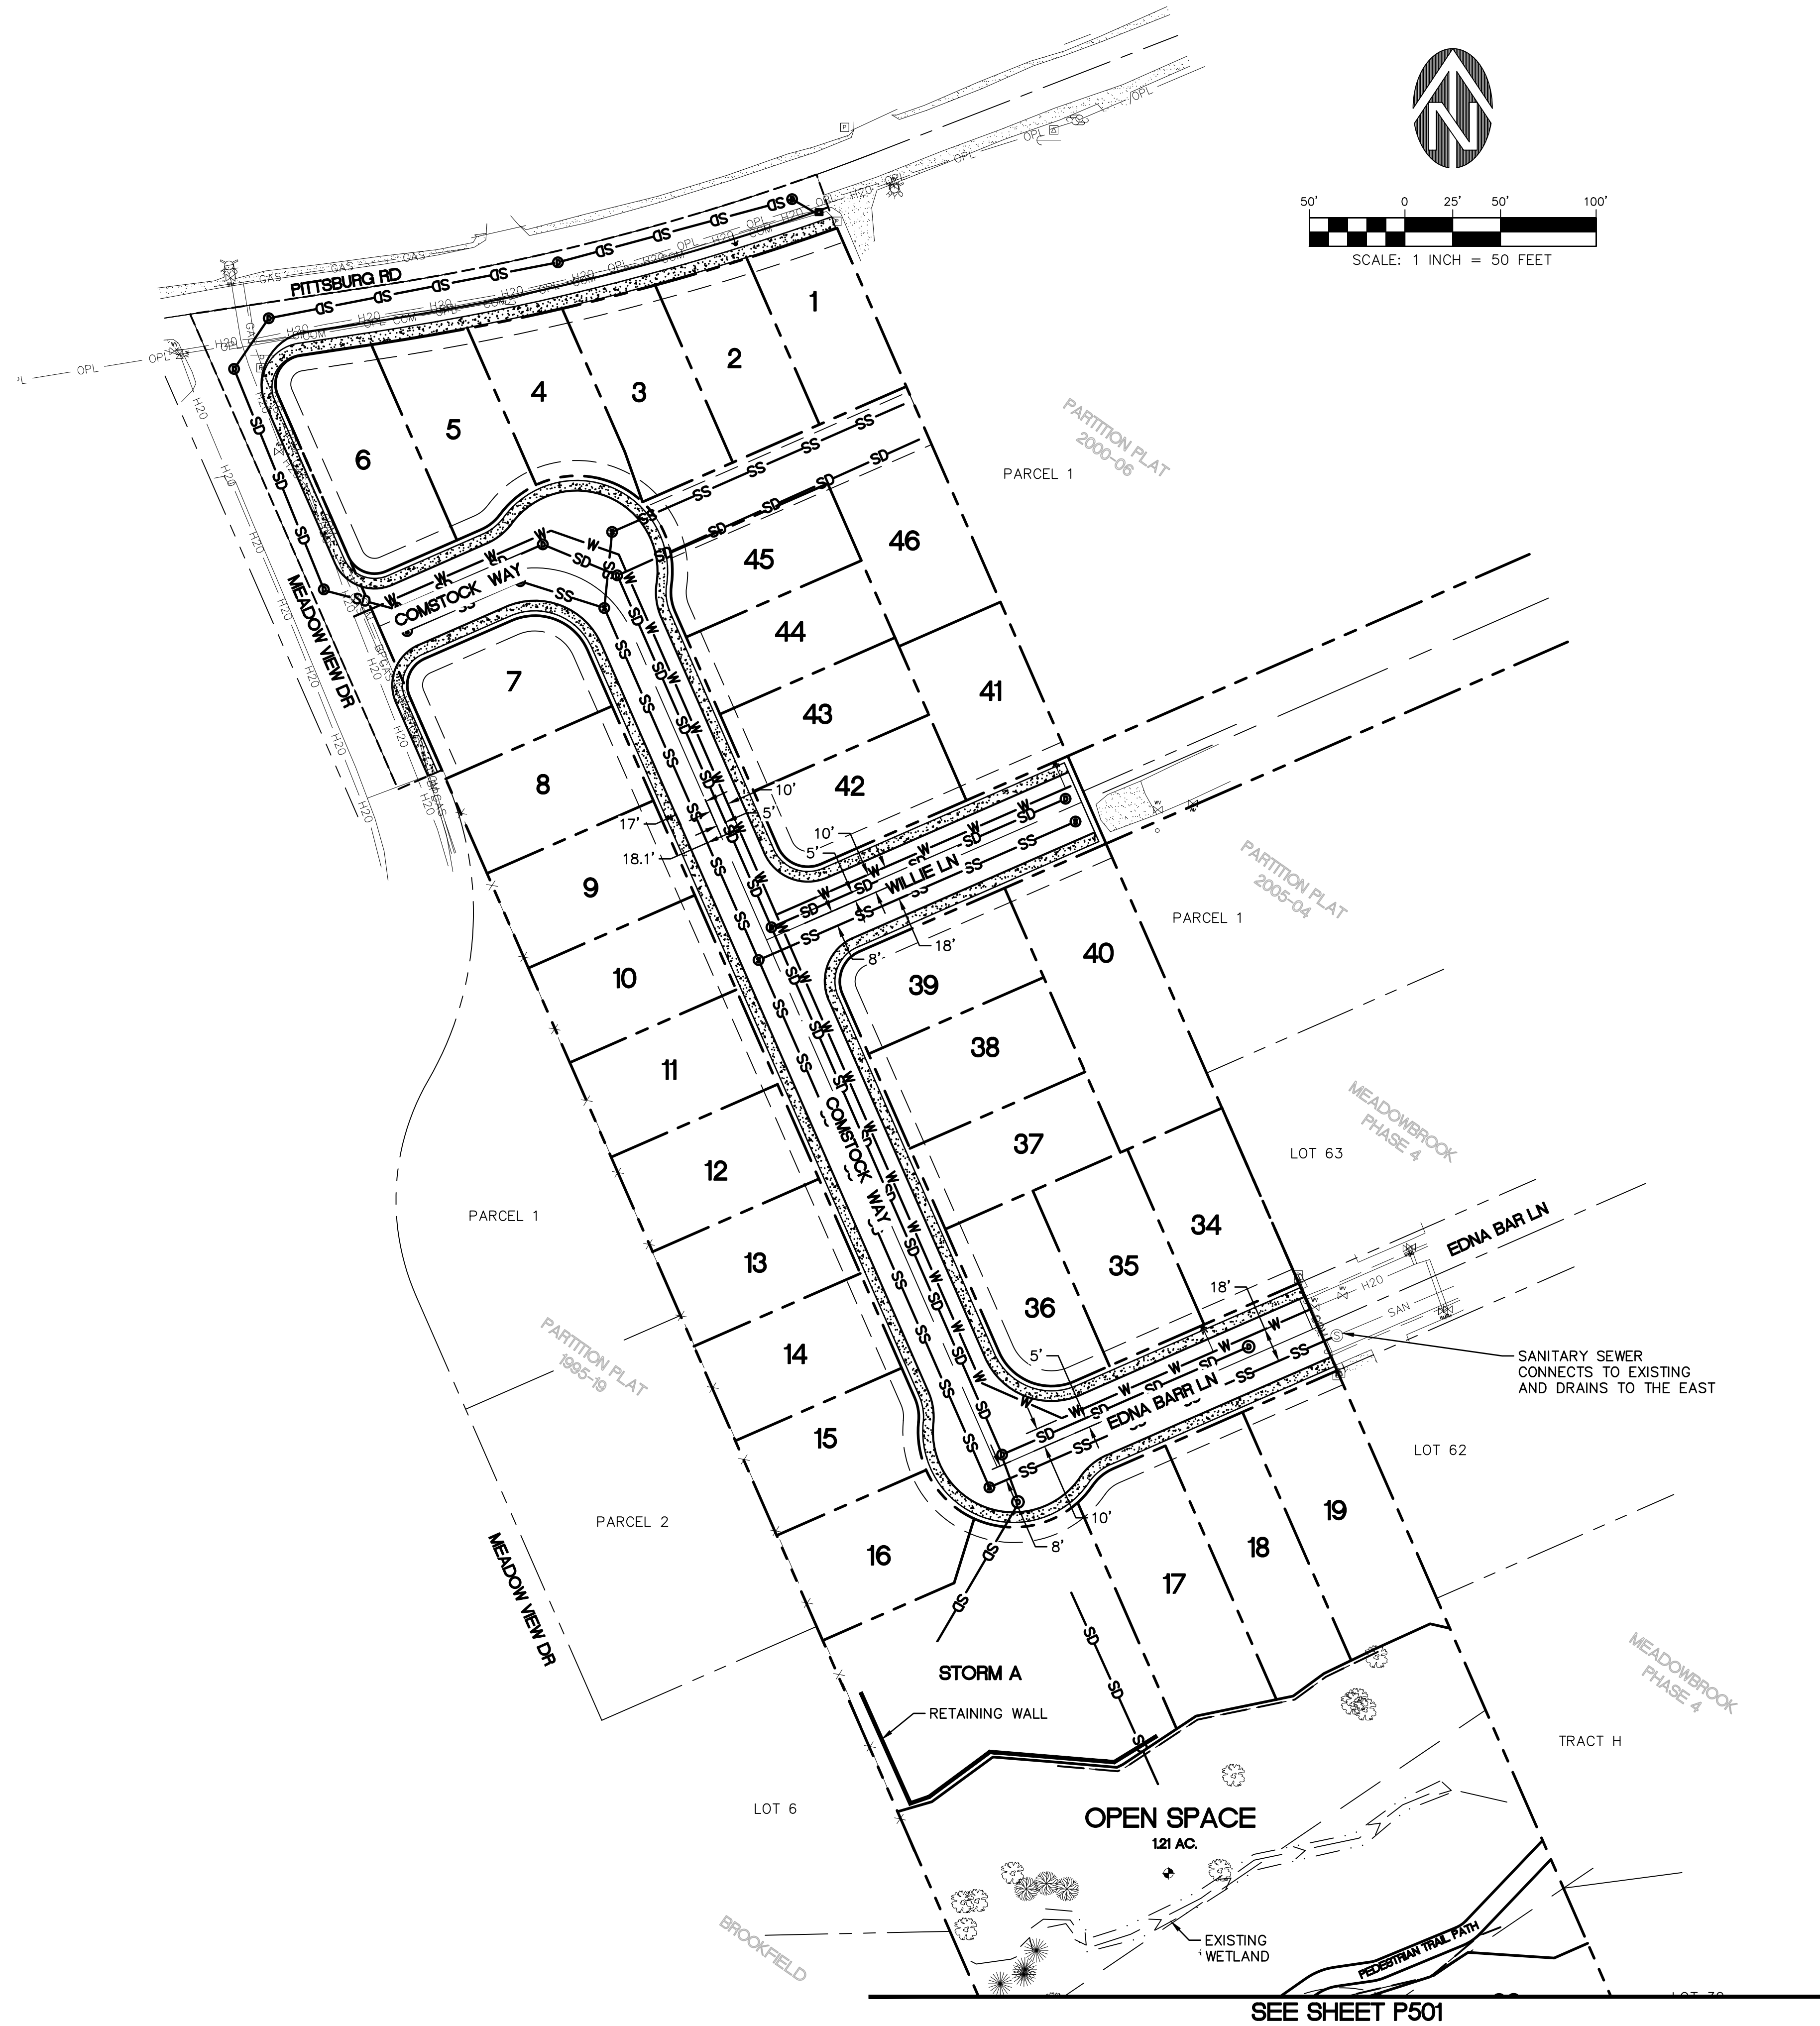 50'
0
25'
50'
100'
SCALE: 1 INCH = 50 FEET
N
PITTSBURG RD
MEADOW VIEW DR
COMSTOCK WAY
1
2
3
4
5
6
7
8
9
10
11
12
13
14
15
16
46
45
44
43
42
41
PARTITION PLAT
2000-06
PARCEL 1
10'
5'
17'
18.1'
10'
5'
WILLIE LN
18'
8'
PARTITION PLAT
2005-04
PARCEL 1
40
39
38
37
36
35
34
COMSTOCK WAY
MEADOWBROOK
PHASE 4
LOT 63
EDNA BAR LN
18'
5'
EDNA BARR LN
H20
SAN
SANITARY SEWER
CONNECTS TO EXISTING
AND DRAINS TO THE EAST
LOT 62
10'
8'
17
18
19
PARCEL 1
PARTITION PLAT
1995-19
PARCEL 2
MEADOW VIEW DR
STORM A
RETAINING WALL
MEADOWBROOK
PHASE 4
TRACT H
LOT 6
OPEN SPACE
1.21 AC.
BROOKFIELD
EXISTING
WETLAND
PEDESTRIAN TRAIL PATH
SEE SHEET P501